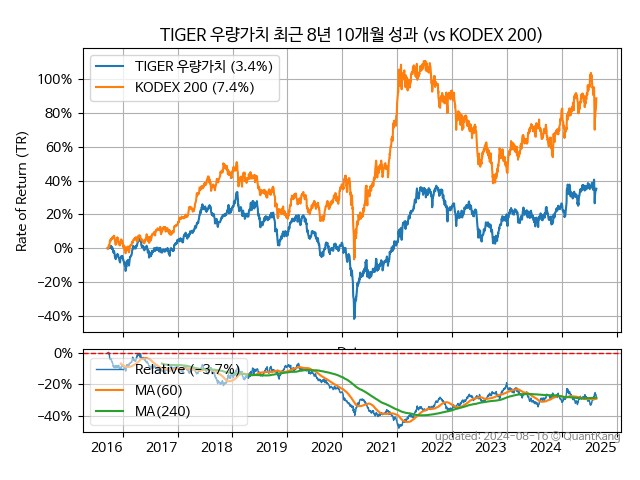 TIGER 우량가치 최근 8년 10개월 성과 (vs KODEX 200)
TIGER 우량가치 (3.4%)
KODEX 200 (7.4%)
Rate of Return (TR)
100%
80%
60%
40%
20%
0%
−20%
−40%
0%
−20%
−40%
Relative (−3.7%)
MA(60)
MA(240)
2016 2017 2018 2019 2020 2021 2022 2023 2024 2025
updated: 2024-08-16 © QuantKang